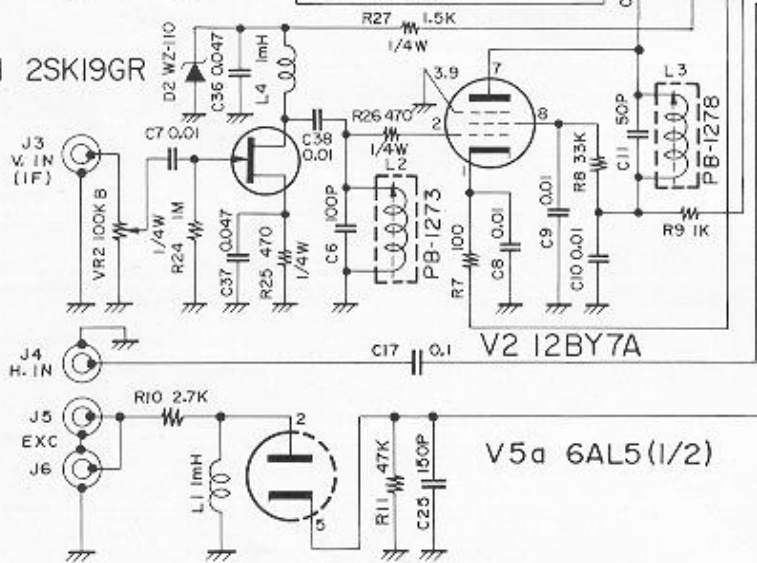 R27 1.5K
1/4W
2SK19GR
D2 WZ-110
C36 0.047
L4 1mH
J3
V. IN
(IF)
C7 0.01
VR2 100KB
1/4W
R24 1M
C37 0.047
R25 470
1/4W
C38
0.01
R26 470
1/4W
L2
C6 100P
PB-1273
3.9
7
2
8
1
R7 100
C8 0.01
C9 0.01
C10 0.01
R8 33K
C11 50P
L3
PB-1278
R9 1K
V2 12BY7A
J4
H. IN
C17 0.1
J5
EXC
J6
R10 2.7K
L1 1mH
2
5
R11 47K
C25 150P
V5a 6AL5(1/2)